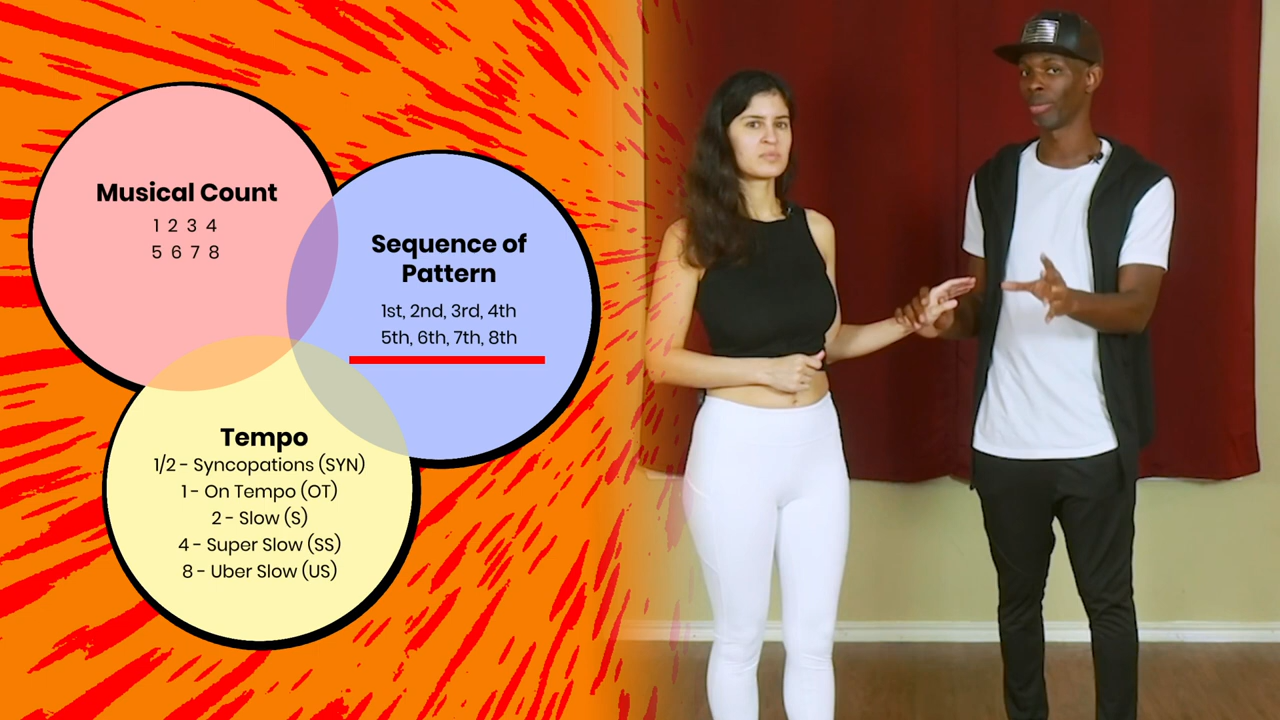 Musical Count
1 2 3 4
5 6 7 8
Sequence of
Pattern
1st, 2nd, 3rd, 4th
5th, 6th, 7th, 8th
Tempo
1/2 - Syncopations (SYN)
1 - On Tempo (OT)
2 - Slow (S)
4 - Super Slow (SS)
8 - Uber Slow (US)